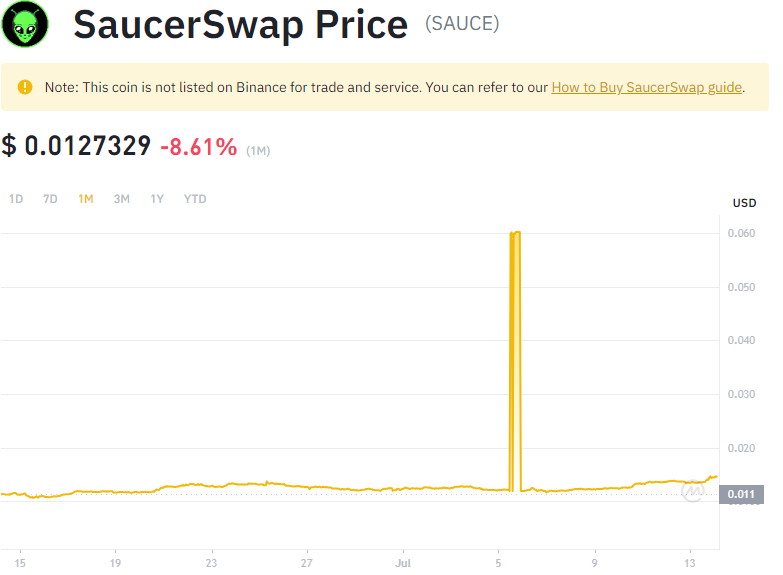 SaucerSwap Price (SAUCE)
Note: This coin is not listed on Binance for trade and service. You can refer to our How to Buy SaucerSwap guide.
$ 0.0127329 -8.61% (1M)
1D 7D 1M 3M 1Y YTD
USD
0.060
0.050
0.040
0.030
0.020
0.011
15 19 23 27 Jul 5 9 13